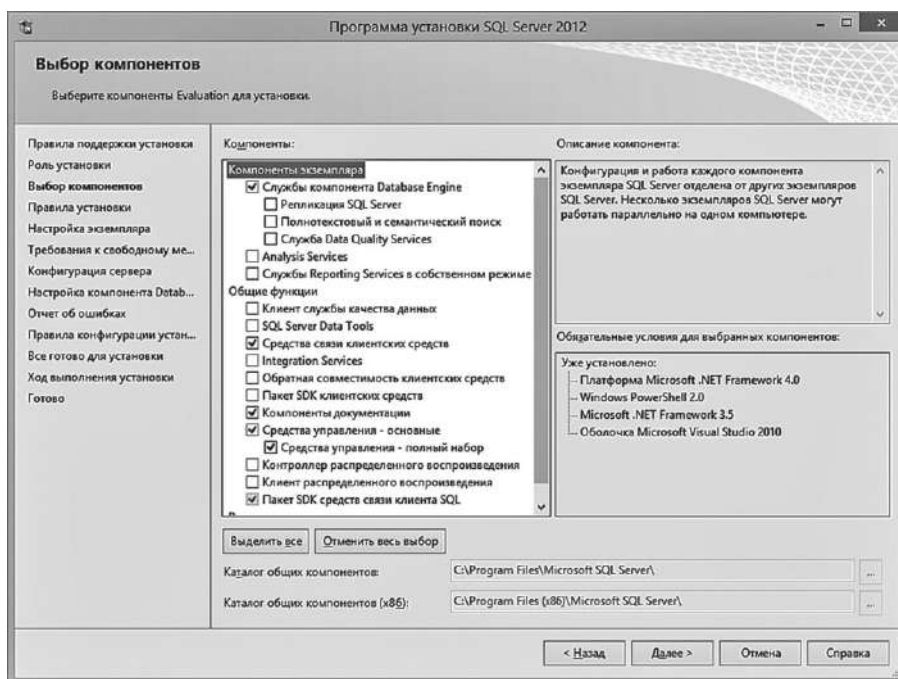 Программа установки SQL Server 2012
Выбор компонентов
Выберите компоненты Evaluation для установки.
Правила поддержки установки
Роль установки
Выбор компонентов
Правила установки
Настройка экземпляра
Требования к свободному ме...
Конфигурация сервера
Настройка компонента Datab...
Отчет об ошибках
Правила конфигурации устан...
Все готово для установки
Ход выполнения установки
Готово
Компоненты:
Компоненты экземпляра
Службы компонента Database Engine
Репликация SQL Server
Полнотекстовый и семантический поиск
Служба Data Quality Services
Analysis Services
Службы Reporting Services в собственном режиме
Общие функции
Клиент службы качества данных
SQL Server Data Tools
Средства связи клиентских средств
Integration Services
Обратная совместимость клиентских средств
Пакет SDK клиентских средств
Компоненты документации
Средства управления - основные
Средства управления - полный набор
Контроллер распределенного воспроизведения
Клиент распределенного воспроизведения
Пакет SDK средств связи клиента SQL
Описание компонента:
Конфигурация и работа каждого компонента
экземпляра SQL Server отделена от других экземпляров
SQL Server. Несколько экземпляров SQL Server могут
работать параллельно на одном компьютере.
Обязательные условия для выбранных компонентов:
Уже установлено:
Платформа Microsoft .NET Framework 4.0
Windows PowerShell 2.0
Microsoft .NET Framework 3.5
Оболочка Microsoft Visual Studio 2010
Выделить все
Отменить весь выбор
Каталог общих компонентов:
C:\Program Files\Microsoft SQL Server\
...
Каталог общих компонентов (x86):
C:\Program Files (x86)\Microsoft SQL Server\
...
< Назад
Далее >
Отмена
Справка